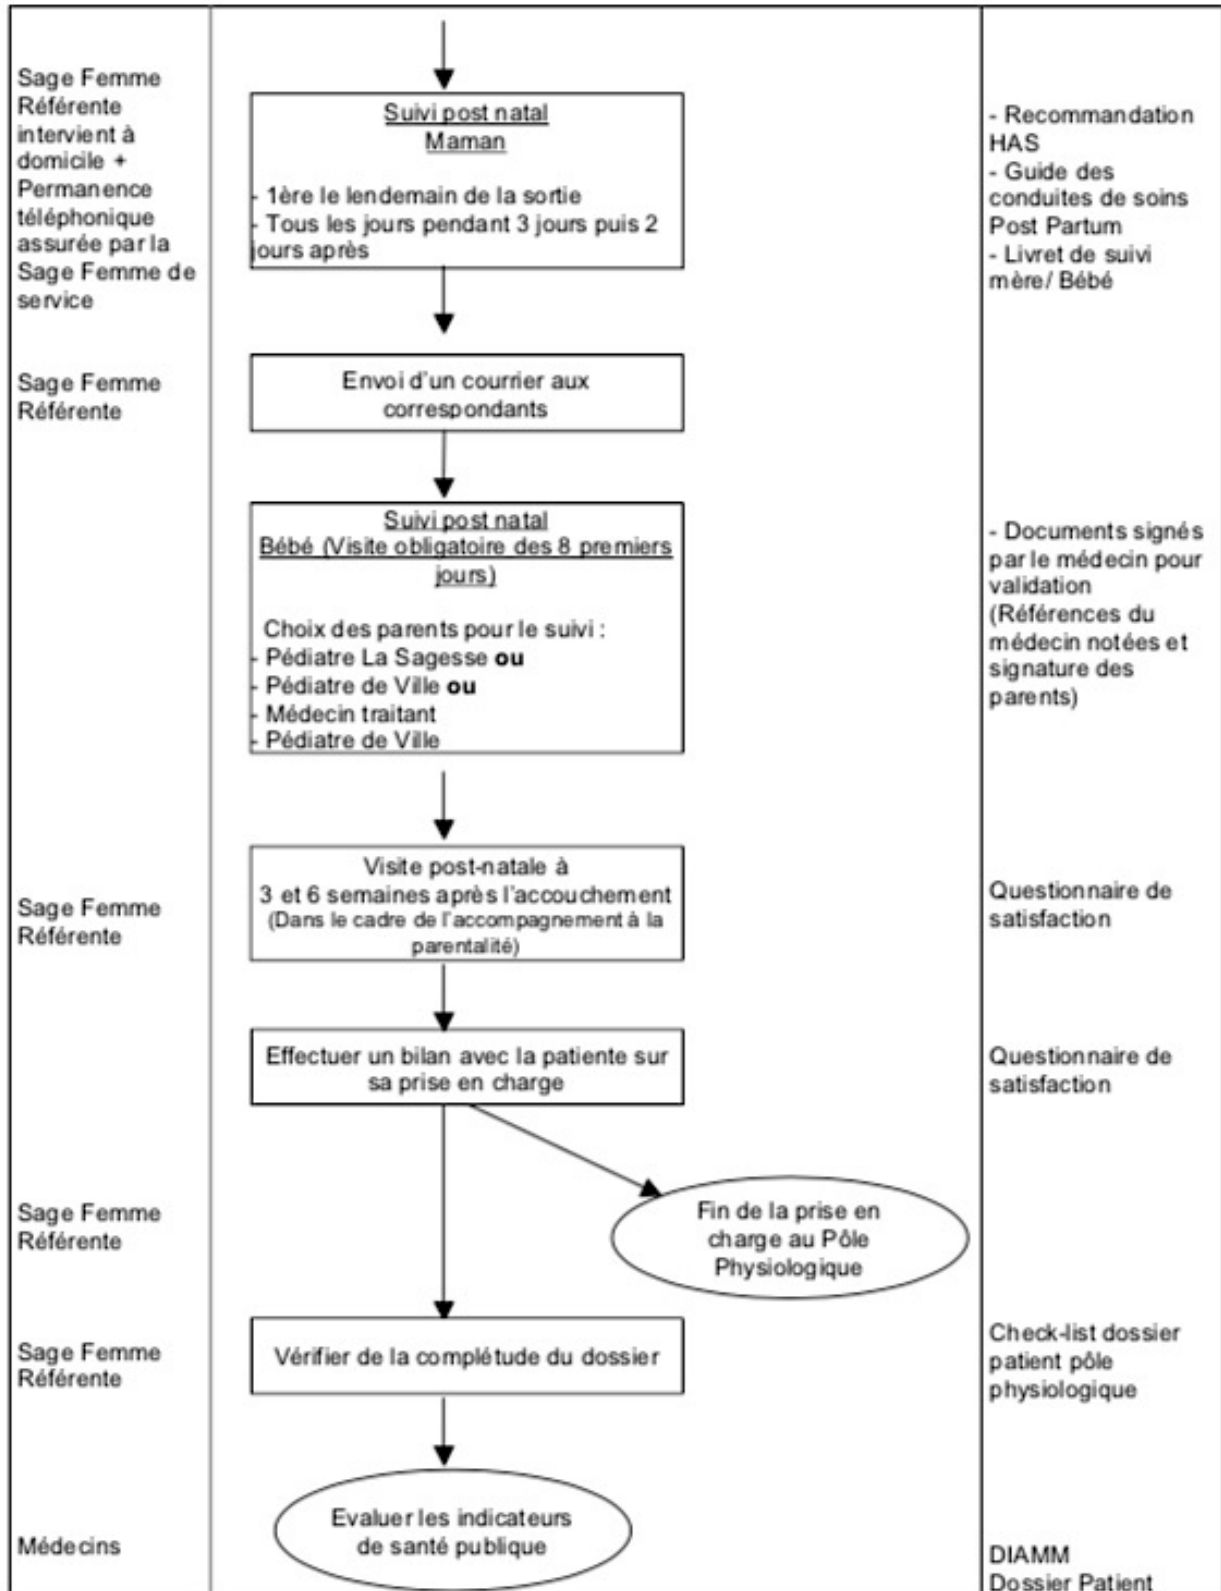 Sage Femme
Référente
intervient à
domicile +
Permanence
téléphonique
assurée par la
Sage Femme de
service
Suivi post natal
Maman
- 1ère le lendemain de la sortie
- Tous les jours pendant 3 jours puis 2
jours après
- Recommandation
HAS
- Guide des
conduites de soins
Post Partum
- Livret de suivi
mère/ Bébé
Sage Femme
Référente
Envoi d'un courrier aux
correspondants
Suivi post natal
Bébé (Visite obligatoire des 8 premiers
jours)
Choix des parents pour le suivi :
- Pédiatre La Sagesse ou
- Pédiatre de Ville ou
- Médecin traitant
- Pédiatre de Ville
- Documents signés
par le médecin pour
validation
(Références du
médecin notées et
signature des
parents)
Sage Femme
Référente
Visite post-natale à
3 et 6 semaines après l'accouchement
(Dans le cadre de l'accompagnement à la
parentalité)
Questionnaire de
satisfaction
Effectuer un bilan avec la patiente sur
sa prise en charge
Questionnaire de
satisfaction
Sage Femme
Référente
Fin de la prise en
charge au Pôle
Physiologique
Sage Femme
Référente
Vérifier de la complétude du dossier
Check-list dossier
patient pôle
physiologique
Médecins
Evaluer les indicateurs
de santé publique
DIAMM
Dossier Patient